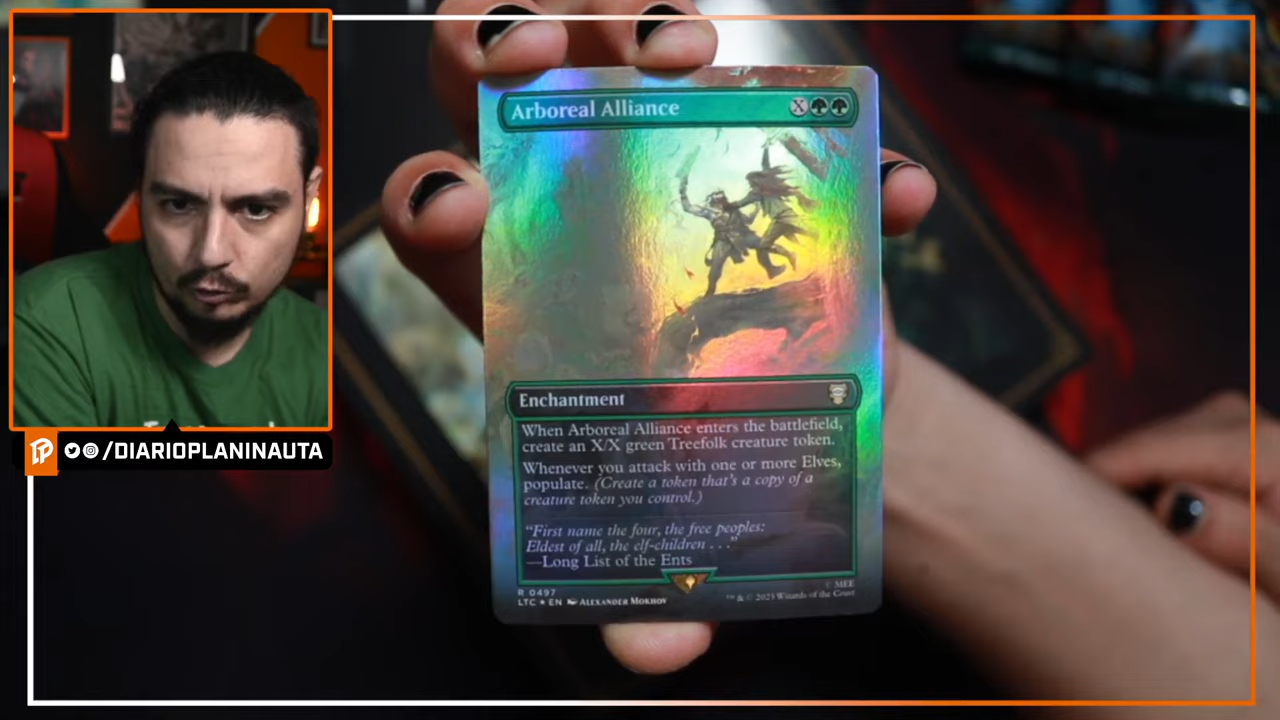 Arboreal Alliance X
Enchantment
When Arboreal Alliance enters the battlefield,
create an X/X green Treefolk creature token.
Whenever you attack with one or more Elves,
populate. (Create a token that's a copy of a
creature token you control.)
"First name the four, the free peoples:
Eldest of all, the elf-children . . ."
—Long List of the Ents
R 0497
LTC ★ EN ALEXANDER MOKHOV
© MEE
™ & © 2023 Wizards of the Coast
/DIARIOPLANINAUTA